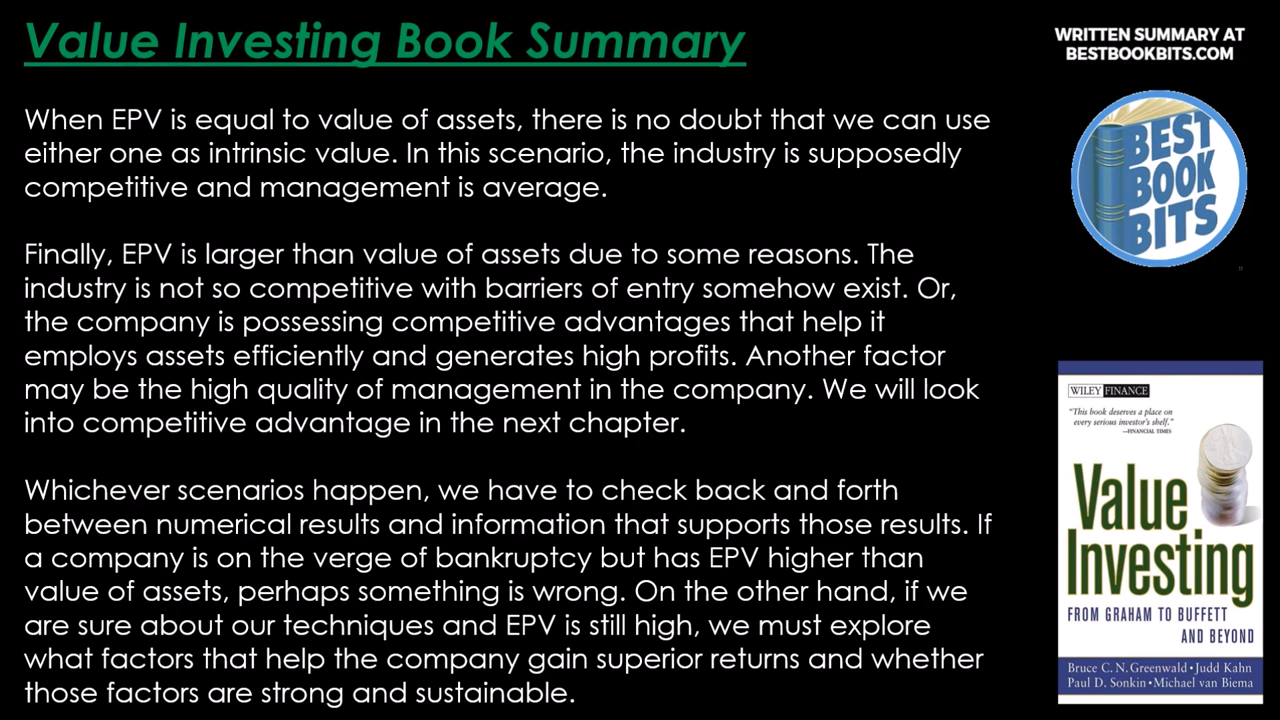 Value Investing Book Summary
WRITTEN SUMMARY AT
BESTBOOKBITS.COM
When EPV is equal to value of assets, there is no doubt that we can use
either one as intrinsic value. In this scenario, the industry is supposedly
competitive and management is average.
Finally, EPV is larger than value of assets due to some reasons. The
industry is not so competitive with barriers of entry somehow exist. Or,
the company is possessing competitive advantages that help it
employs assets efficiently and generates high profits. Another factor
may be the high quality of management in the company. We will look
into competitive advantage in the next chapter.
Whichever scenarios happen, we have to check back and forth
between numerical results and information that supports those results. If
a company is on the verge of bankruptcy but has EPV higher than
value of assets, perhaps something is wrong. On the other hand, if we
are sure about our techniques and EPV is still high, we must explore
what factors that help the company gain superior returns and whether
those factors are strong and sustainable.
BEST
BOOK
BITS
"
WILEY FINANCE
"This book deserves a place on
every serious investor's shelf."
—FINANCIAL TIMES
Value
Investing
FROM GRAHAM TO BUFFETT
AND BEYOND
Bruce C. N. Greenwald • Judd Kahn
Paul D. Sonkin • Michael van Biema